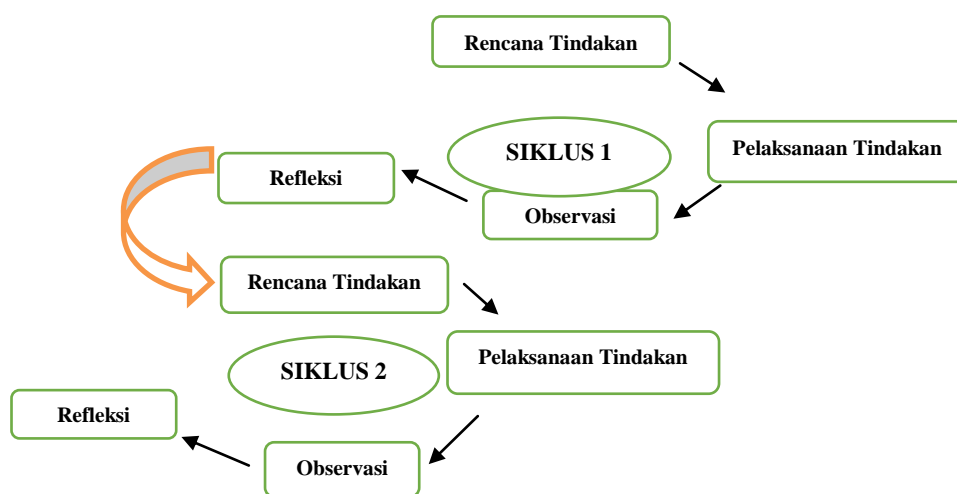 Rencana Tindakan
Pelaksanaan Tindakan
SIKLUS 1
Refleksi
Observasi
Rencana Tindakan
Pelaksanaan Tindakan
SIKLUS 2
Refleksi
Observasi